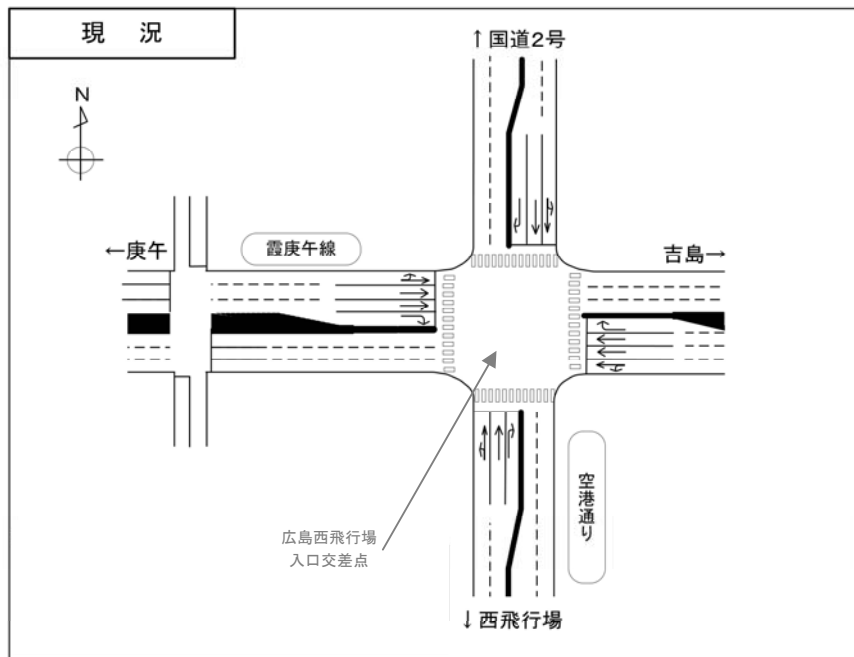 現 況
↑国道2号
N
←庚午
霞庚午線
吉島→
広島西飛行場
入口交差点
空港通り
↓西飛行場